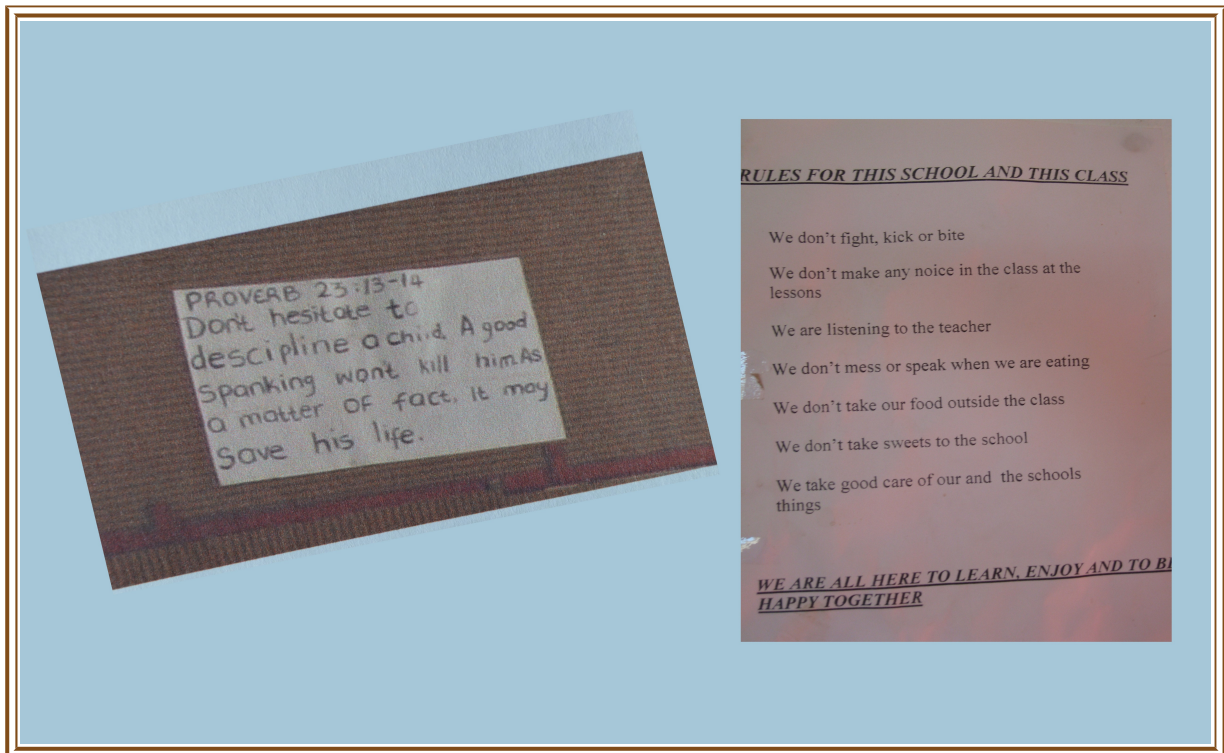 PROVERB 23:13-14
Don't hesitate to
descipline a child. A good
Spanking wont kill him As
a matter OF fact. It may
Save his life.
RULES FOR THIS SCHOOL AND THIS CLASS
We don't fight, kick or bite
We don't make any noice in the class at the
lessons
We are listening to the teacher
We don't mess or speak when we are eating
We don't take our food outside the class
We don't take sweets to the school
We take good care of our and the schools
things
WE ARE ALL HERE TO LEARN, ENJOY AND TO
HAPPY TOGETHER